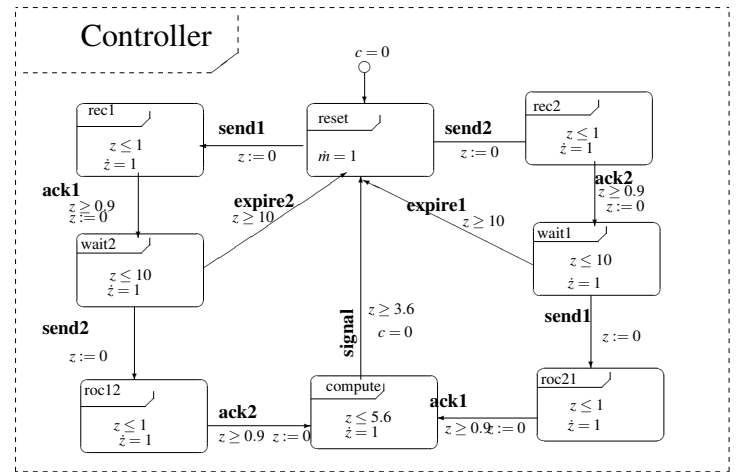 Controller
c = 0
rec1
z ≤ 1
ż = 1
send1
z := 0
reset
ṁ = 1
send2
z := 0
rec2
z ≤ 1
ż = 1
ack1
z ≥ 0.9
z := 0
expire2
z ≥ 10
expire1
z ≥ 10
ack2
z ≥ 0.9
z := 0
wait2
z ≤ 10
ż = 1
wait1
z ≤ 10
ż = 1
send2
z := 0
signal
z ≥ 3.6
c = 0
send1
z := 0
roc12
z ≤ 1
ż = 1
ack2
z ≥ 0.9 z := 0
compute
z ≤ 5.6
ż = 1
ack1
z ≥ 0.9 z := 0
roc21
z ≤ 1
ż = 1